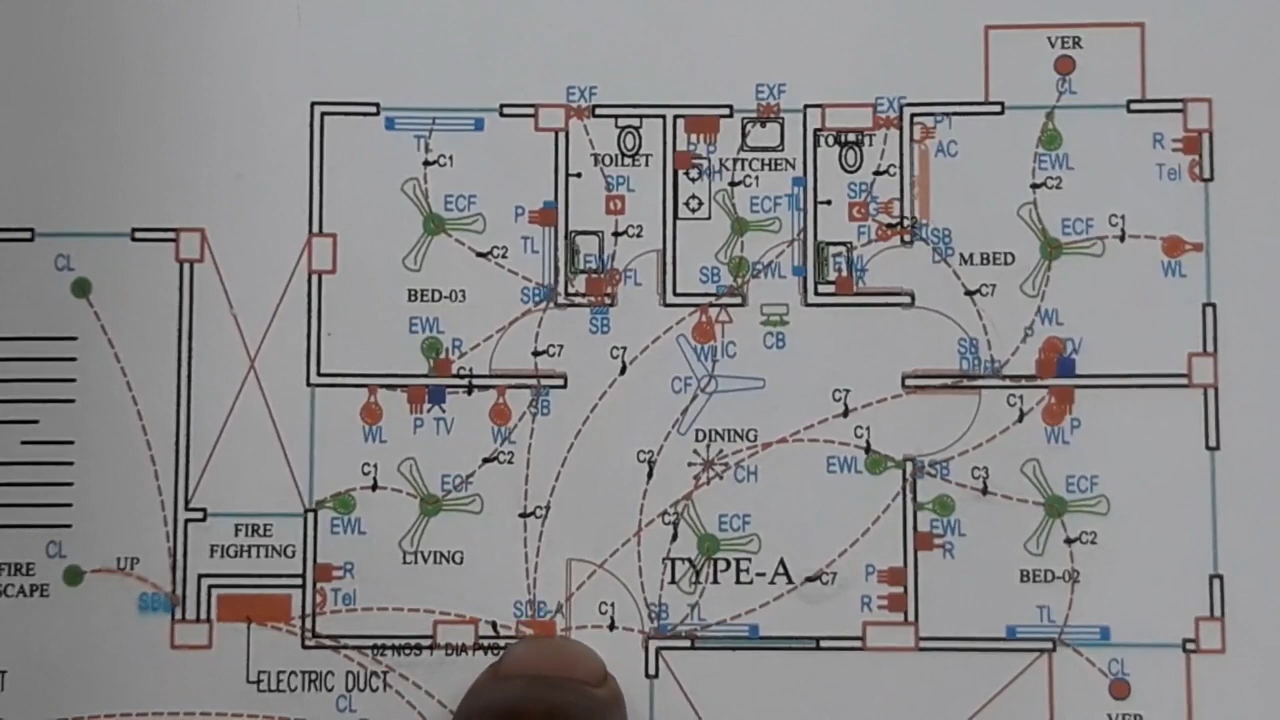 VER
CL
EXF
EXF
EXF
TL
C1
TOILET
SPL
P P
KH
KITCHEN
C1
TOILET
SPL
C
P1
AC
EWL
R
Tel
C2
ECF
P
TL
C2
C2
ECF
TL
FL
C2
SB
DP
M.BED
ECF
C1
WL
CL
BED-03
SB
EWL
FL
SB
SB
EWL
EWL
R
C7
EWL
R
C1
C7
C7
WL
IC
CB
SB
DP
WL
TV
WL
P
TV
WL
SB
CF
C7
C1
WL
P
C1
ECF
C2
C2
DINING
CH
EWL
C1
SB
C3
ECF
EWL
C7
C2
ECF
EWL
R
C2
FIRE
FIGHTING
LIVING
TYPE-A
C7
P
R
BED-02
CL
UP
FIRE
SCAPE
SB
R
Tel
SDB-A
C1
SB
TL
TL
02 NOS 1" DIA PVC
ELECTRIC DUCT
CL
CL
VER
T